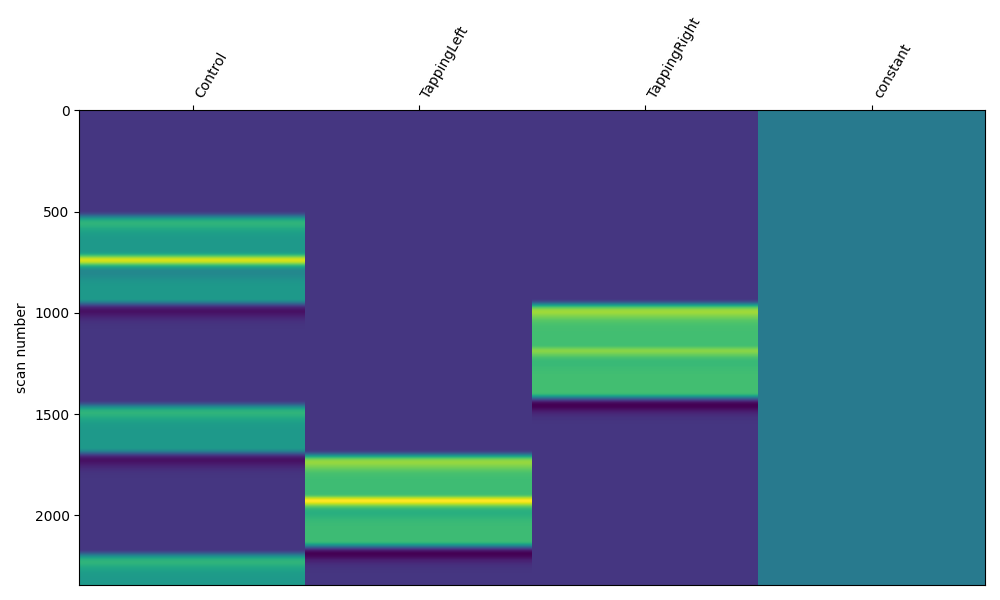 Control
TappingLeft
TappingRight
constant
0
500
1000
1500
2000
scan number